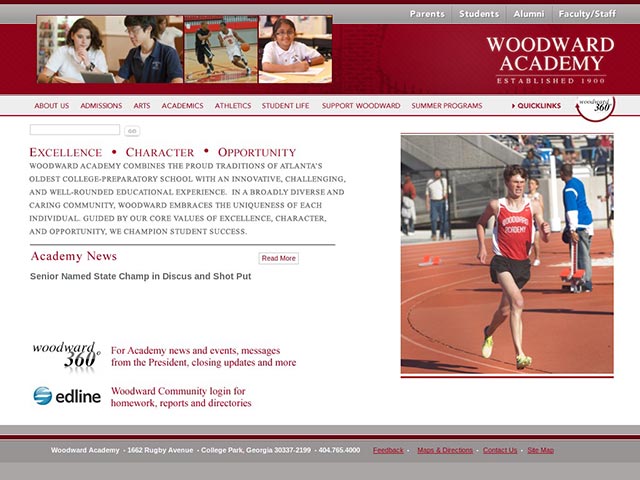 Parents Students Alumni Faculty/Staff
WOODWARD
ACADEMY
ESTABLISHED 1900
ABOUT US ADMISSIONS ARTS ACADEMICS ATHLETICS STUDENT LIFE SUPPORT WOODWARD SUMMER PROGRAMS QUICKLINKS woodward 360°
EXCELLENCE • CHARACTER • OPPORTUNITY
WOODWARD ACADEMY COMBINES THE PROUD TRADITIONS OF ATLANTA'S
OLDEST COLLEGE-PREPARATORY SCHOOL WITH AN INNOVATIVE, CHALLENGING,
AND WELL-ROUNDED EDUCATIONAL EXPERIENCE. IN A BROADLY DIVERSE AND
CARING COMMUNITY, WOODWARD EMBRACES THE UNIQUENESS OF EACH
INDIVIDUAL. GUIDED BY OUR CORE VALUES OF EXCELLENCE, CHARACTER,
AND OPPORTUNITY, WE CHAMPION STUDENT SUCCESS.
Academy News Read More
Senior Named State Champ in Discus and Shot Put
WOODWARD
ACADEMY
woodward
360°
For Academy news and events, messages
from the President, closing updates and more
edline
Woodward Community login for
homework, reports and directories
Woodward Academy • 1662 Rugby Avenue • College Park, Georgia 30337-2199 • 404.765.4000 Feedback • Maps & Directions • Contact Us • Site Map